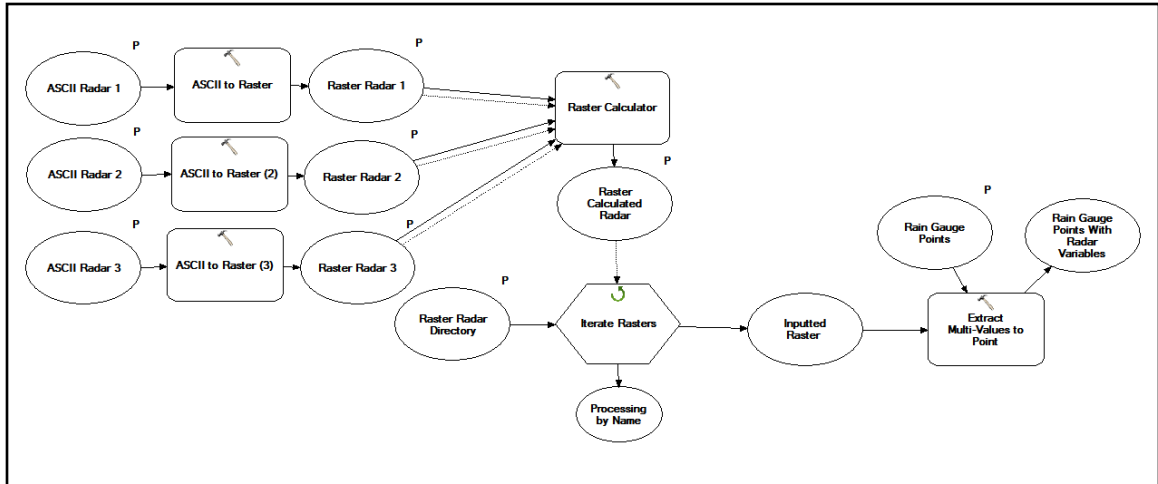 P
ASCII Radar 1
ASCII to Raster
P
Raster Radar 1
P
ASCII Radar 2
ASCII to Raster (2)
P
Raster Radar 2
P
ASCII Radar 3
ASCII to Raster (3)
P
Raster Radar 3
Raster Calculator
P
Raster
Calculated
Radar
P
Raster Radar
Directory
Iterate Rasters
Processing
by Name
Inputted
Raster
P
Rain Gauge
Points
Extract
Multi-Values to
Point
Rain Gauge
Points With
Radar
Variables